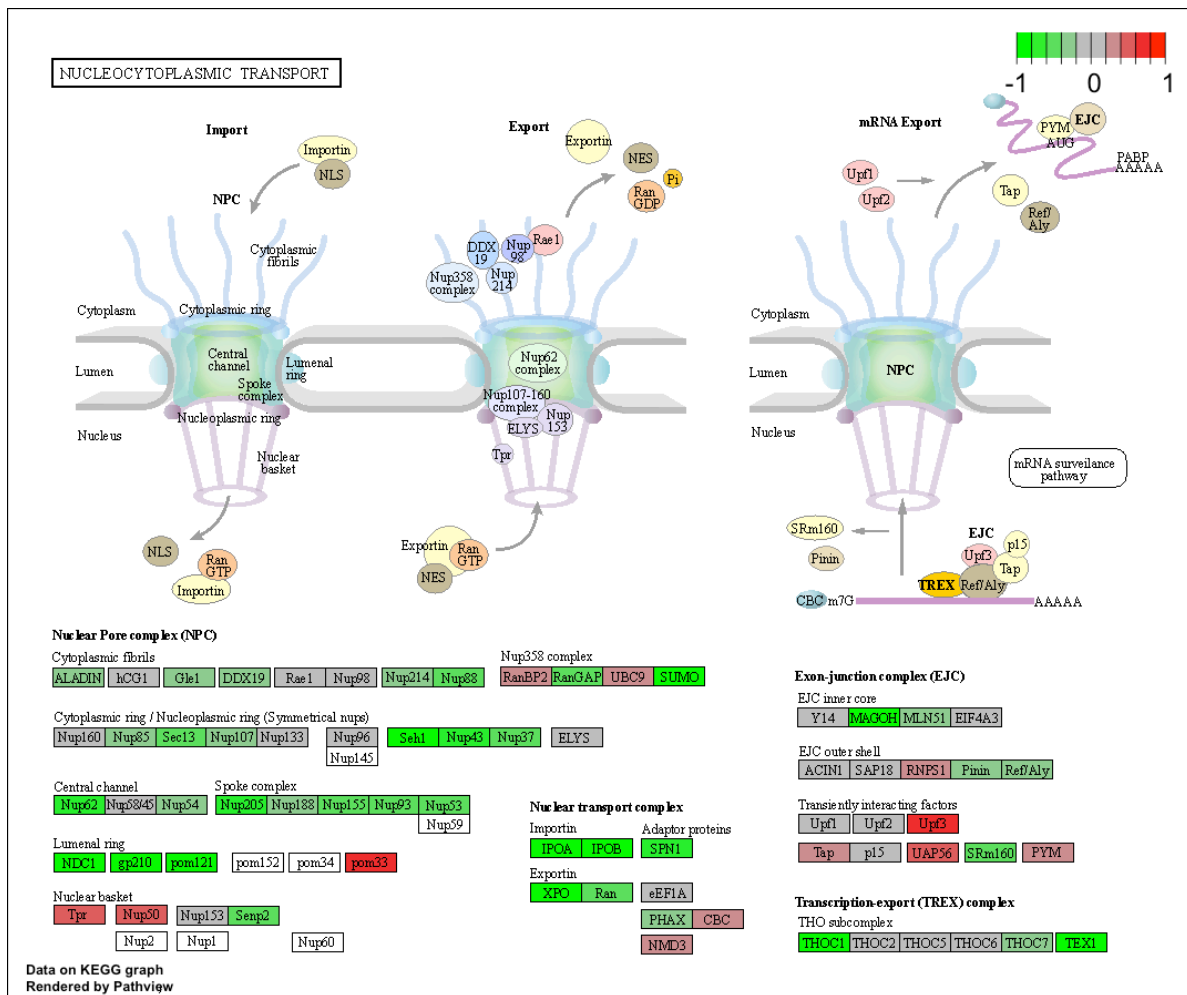 NUCLEOCYTOPLASMIC TRANSPORT
-1 0 1
Import
Importin
NLS
NPC
Cytoplasmic
fibrils
Cytoplasm
Cytoplasmic ring
Central
channel
Lumenal
ring
Lumen
Spoke
complex
Nucleoplasmic ring
Nucleus
Nuclear
basket
NLS
Ran
GTP
Importin
Export
Exportin
NES
Pi
Ran
GDP
DDX
19
Nup
98
Rae1
Nup358
complex
Nup
214
Nup62
complex
Nup107-160
complex
Nup
153
ELYS
Tpr
Exportin
Ran
GTP
NES
mRNA Export
PYM
EJC
AUG
PABP
AAAAA
Upf1
Upf2
Tap
Ref/
Aly
Cytoplasm
Lumen
NPC
Nucleus
mRNA surveilance
pathway
SRm160
Pinin
EJC
p15
Upf3
Tap
TREX
Ref/Aly
CBC
m7G
AAAAA
Nuclear Pore complex (NPC)
Cytoplasmic fibrils
ALADIN hCG1 Gle1 DDX19 Rae1 Nup98 Nup214 Nup88
Nup358 complex
RanBP2 RanGAP UBC9 SUMO
Cytoplasmic ring / Nucleoplasmic ring (Symmetrical nups)
Nup160 Nup85 Sec13 Nup107 Nup133 Nup96 Seh1 Nup43 Nup37 ELYS
Nup145
Central channel
Nup62 Nup58/45 Nup54
Spoke complex
Nup205 Nup188 Nup155 Nup93 Nup53
Nup59
Lumenal ring
NDC1 gp210 pom121 pom152 pom34 pom33
Nuclear basket
Tpr Nup50 Nup153 Senp2
Nup2 Nup1 Nup60
Nuclear transport complex
Importin
IPOA IPOB
Adaptor proteins
SPN1
Exportin
XPO Ran
eEF1A
PHAX CBC
NMD3
Exon-junction complex (EJC)
EJC inner core
Y14 MAGOH MLN51 EIF4A3
EJC outer shell
ACIN1 SAP18 RNPS1 Pinin Ref/Aly
Transiently interacting factors
Upf1 Upf2 Upf3
Tap p15 UAP56 SRm160 PYM
Transcription-export (TREX) complex
THO subcomplex
THOC1 THOC2 THOC5 THOC6 THOC7 TEX1
Data on KEGG graph
Rendered by Pathview